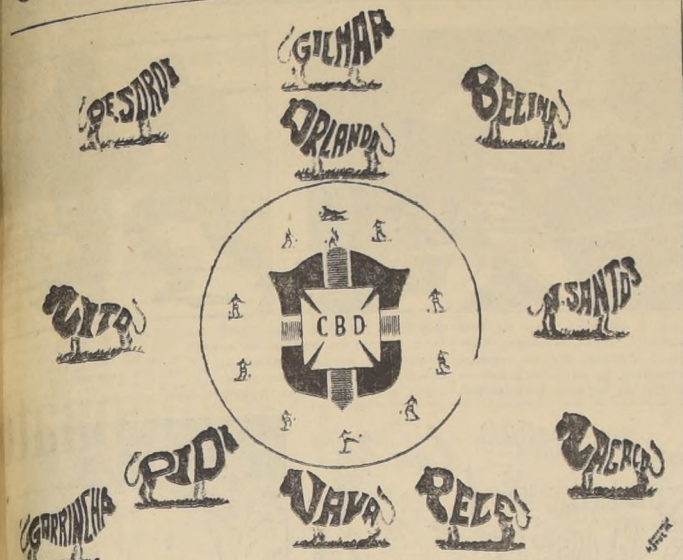 GILMAR
DE SORDI
BELINI
ORLANDO
ZITO
CBD
N. SANTOS
DIDI
ZAGALO
GARRINCHA
VAVA
PELE